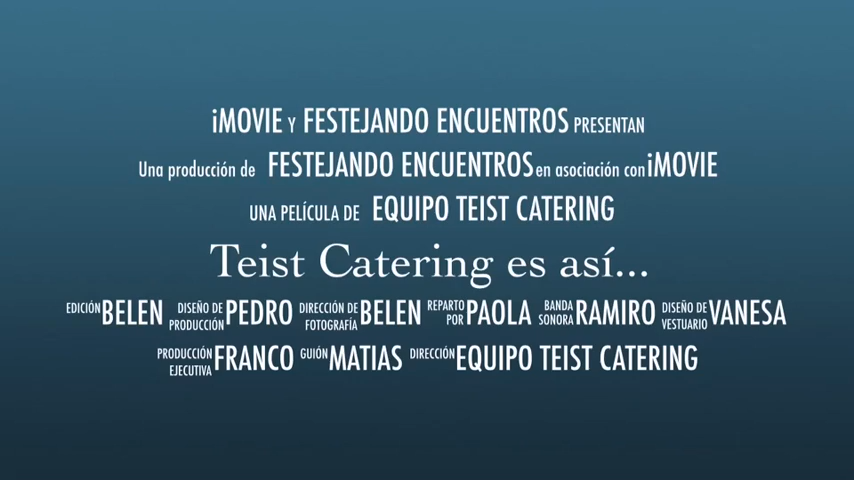 iMOVIE Y FESTEJANDO ENCUENTROS PRESENTAN
Una producción de FESTEJANDO ENCUENTROS en asociación con iMOVIE
UNA PELÍCULA DE EQUIPO TEIST CATERING
Teist Catering es así...
EDICIÓN BELEN DISEÑO DE PRODUCCIÓN PEDRO DIRECCIÓN DE FOTOGRAFÍA BELEN REPARTO POR PAOLA BANDA SONORA RAMIRO DISEÑO DE VESTUARIO VANESA
PRODUCCIÓN EJECUTIVA FRANCO GUIÓN MATIAS DIRECCIÓN EQUIPO TEIST CATERING